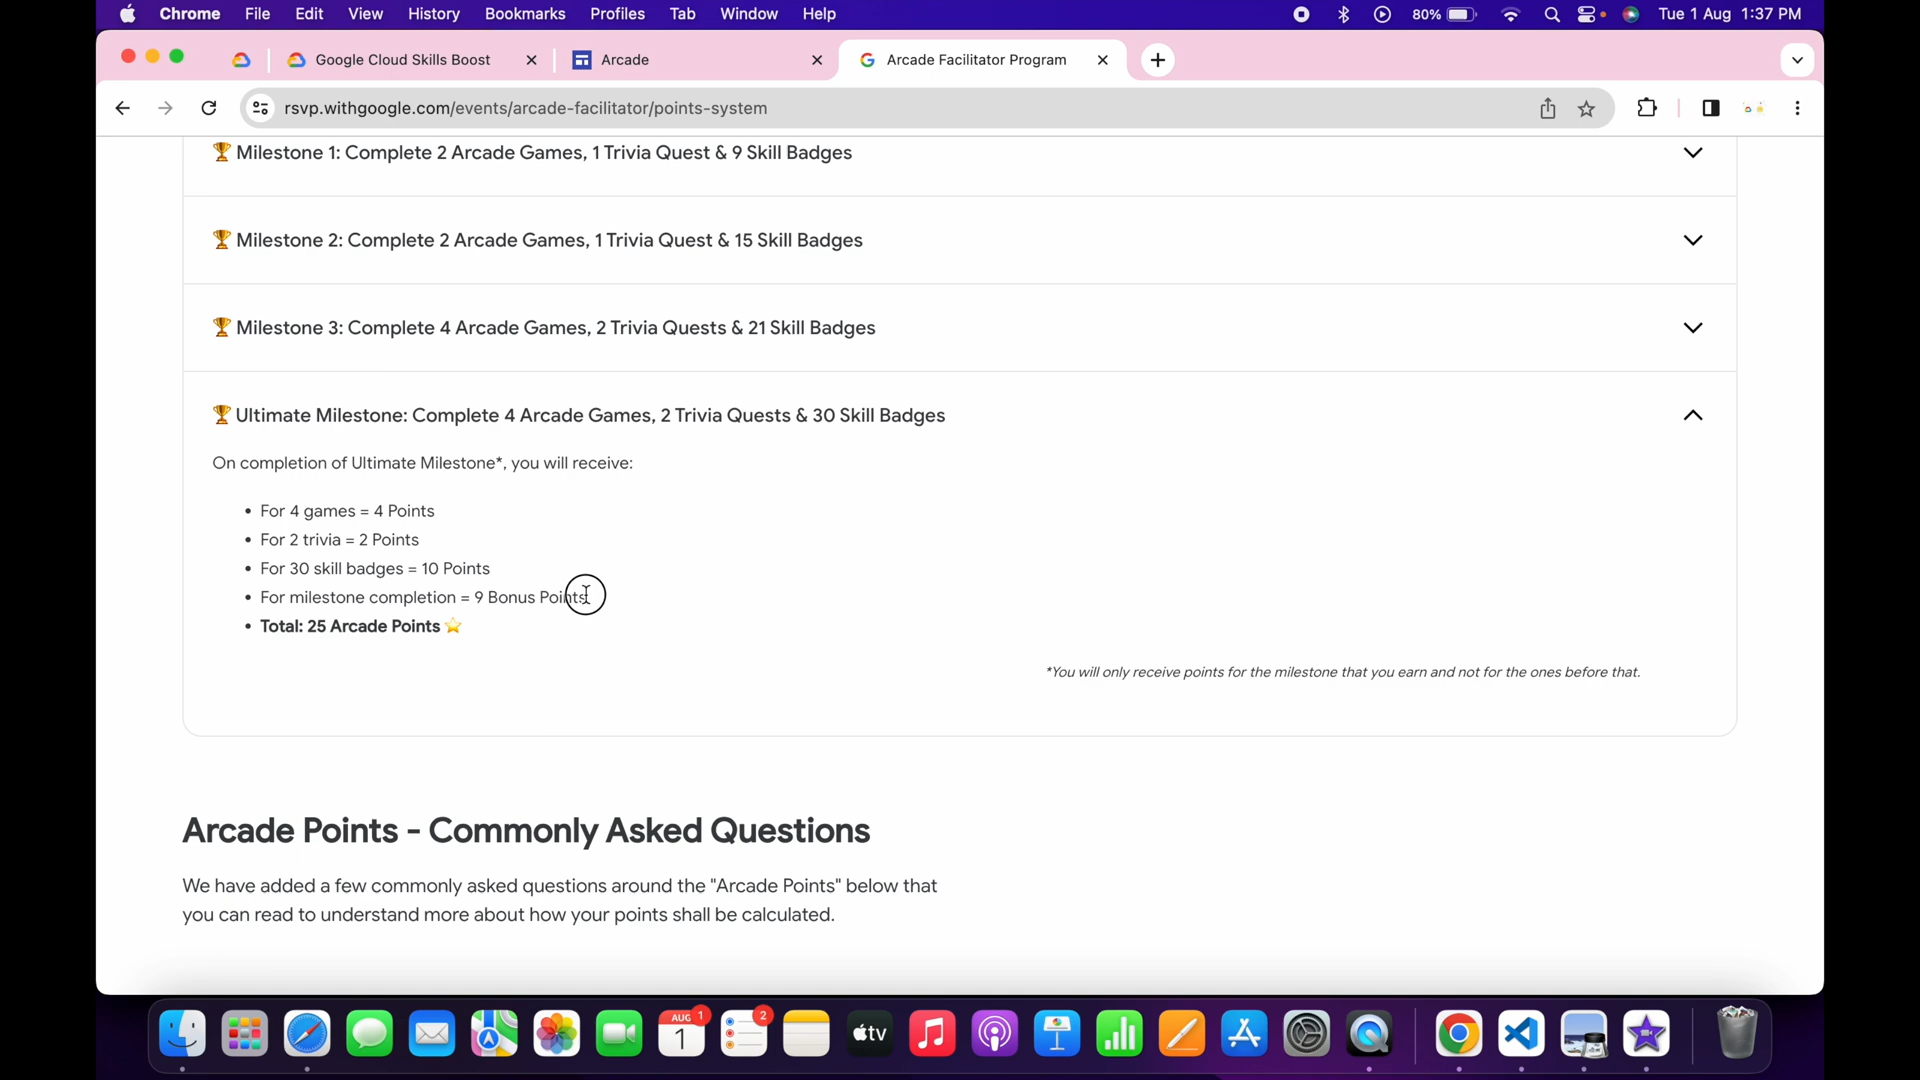 Chrome File Edit View History Bookmarks Profiles Tab Window Help 80% Tue 1 Aug 1:37 PM
Google Cloud Skills Boost Arcade Arcade Facilitator Program
rsvp.withgoogle.com/events/arcade-facilitator/points-system
🏆 Milestone 1: Complete 2 Arcade Games, 1 Trivia Quest & 9 Skill Badges
🏆 Milestone 2: Complete 2 Arcade Games, 1 Trivia Quest & 15 Skill Badges
🏆 Milestone 3: Complete 4 Arcade Games, 2 Trivia Quests & 21 Skill Badges
🏆 Ultimate Milestone: Complete 4 Arcade Games, 2 Trivia Quests & 30 Skill Badges
On completion of Ultimate Milestone*, you will receive:
• For 4 games = 4 Points
• For 2 trivia = 2 Points
• For 30 skill badges = 10 Points
• For milestone completion = 9 Bonus Points
• Total: 25 Arcade Points ⭐
*You will only receive points for the milestone that you earn and not for the ones before that.
Arcade Points - Commonly Asked Questions
We have added a few commonly asked questions around the "Arcade Points" below that
you can read to understand more about how your points shall be calculated.
AUG 1 1 2 tv